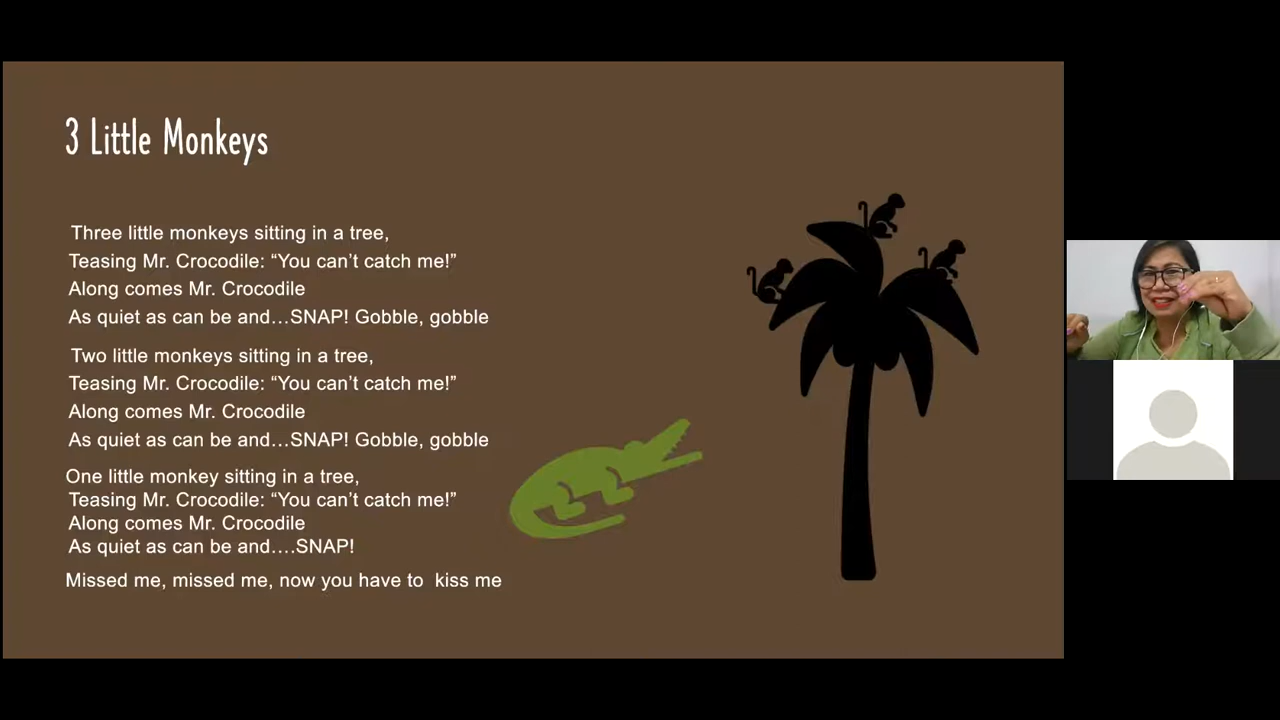 3 Little Monkeys
Three little monkeys sitting in a tree,
Teasing Mr. Crocodile: “You can’t catch me!”
Along comes Mr. Crocodile
As quiet as can be and…SNAP! Gobble, gobble
Two little monkeys sitting in a tree,
Teasing Mr. Crocodile: “You can’t catch me!”
Along comes Mr. Crocodile
As quiet as can be and…SNAP! Gobble, gobble
One little monkey sitting in a tree,
Teasing Mr. Crocodile: “You can’t catch me!”
Along comes Mr. Crocodile
As quiet as can be and….SNAP!
Missed me, missed me, now you have to  kiss me